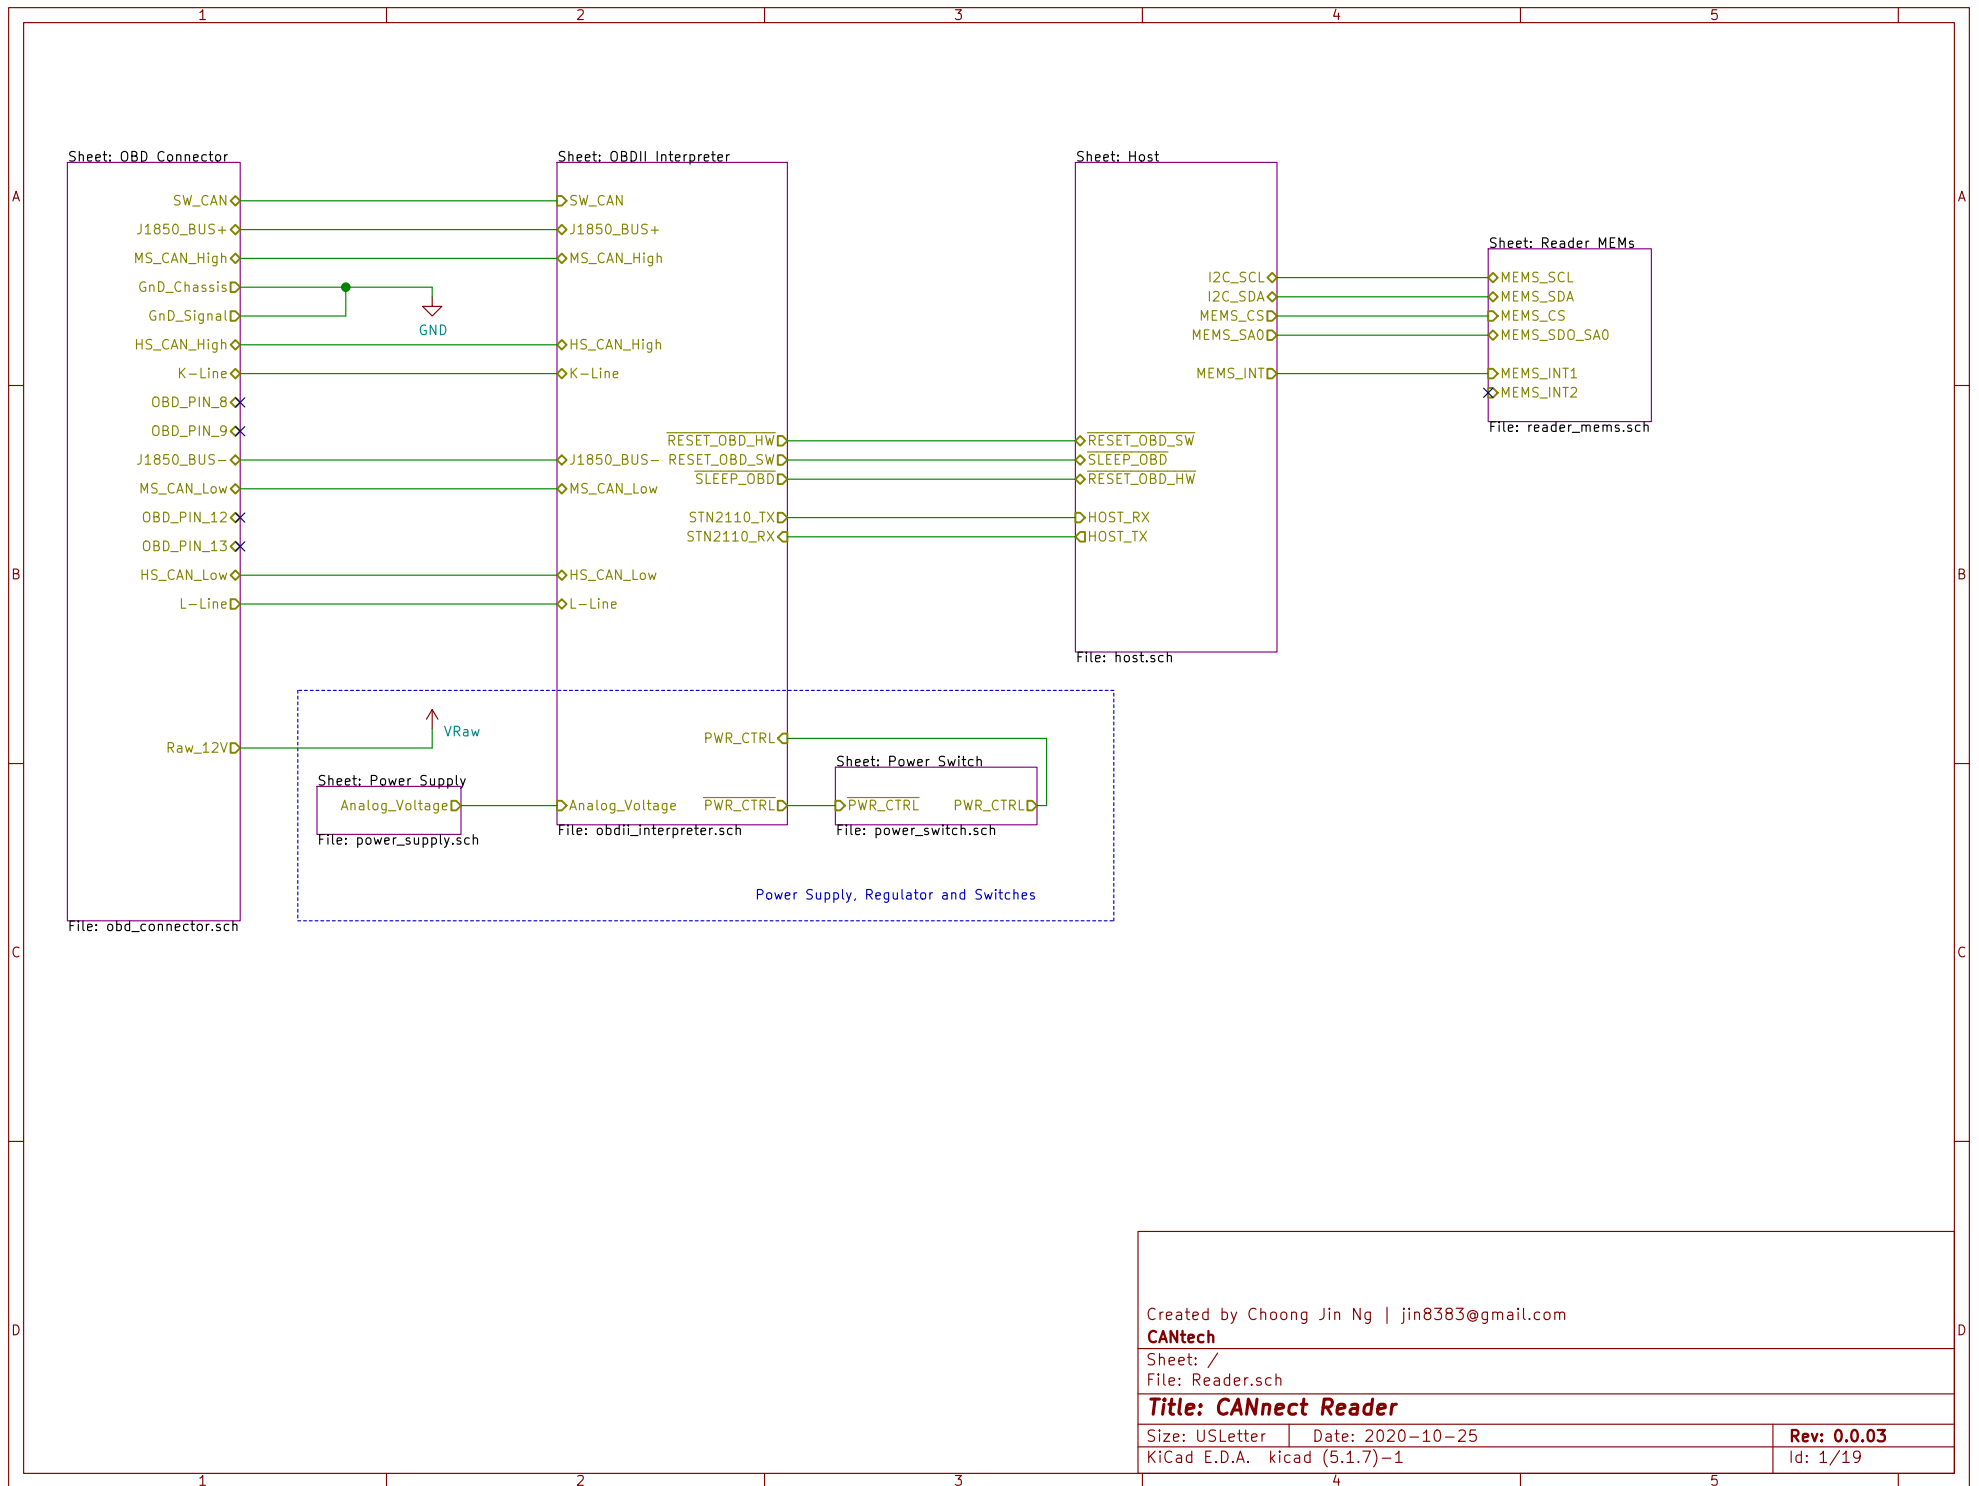 1 2 3 4 5
A
B
C
D
A
B
C
D
Sheet: OBD Connector
SW_CAN
J1850_BUS+
MS_CAN_High
GnD_Chassis
GnD_Signal
HS_CAN_High
K-Line
OBD_PIN_8
OBD_PIN_9
J1850_BUS-
MS_CAN_Low
OBD_PIN_12
OBD_PIN_13
HS_CAN_Low
L-Line
Raw_12V
File: obd_connector.sch
GND
VRaw
Sheet: Power Supply
Analog_Voltage
File: power_supply.sch
Sheet: OBDII Interpreter
SW_CAN
J1850_BUS+
MS_CAN_High
HS_CAN_High
K-Line
J1850_BUS-
MS_CAN_Low
HS_CAN_Low
L-Line
Analog_Voltage
RESET_OBD_HW
RESET_OBD_SW
SLEEP_OBD
STN2110_TX
STN2110_RX
PWR_CTRL
PWR_CTRL
File: obdii_interpreter.sch
Sheet: Power Switch
PWR_CTRL PWR_CTRL
File: power_switch.sch
Power Supply, Regulator and Switches
Sheet: Host
I2C_SCL
I2C_SDA
MEMS_CS
MEMS_SA0
MEMS_INT
RESET_OBD_SW
SLEEP_OBD
RESET_OBD_HW
HOST_RX
HOST_TX
File: host.sch
Sheet: Reader MEMs
MEMS_SCL
MEMS_SDA
MEMS_CS
MEMS_SDO_SA0
MEMS_INT1
MEMS_INT2
File: reader_mems.sch
Created by Choong Jin Ng | jin8383@gmail.com
CANtech
Sheet: /
File: Reader.sch
Title: CANnect Reader
Size: USLetter Date: 2020-10-25 Rev: 0.0.03
KiCad E.D.A. kicad (5.1.7)-1 Id: 1/19
1 2 3 4 5